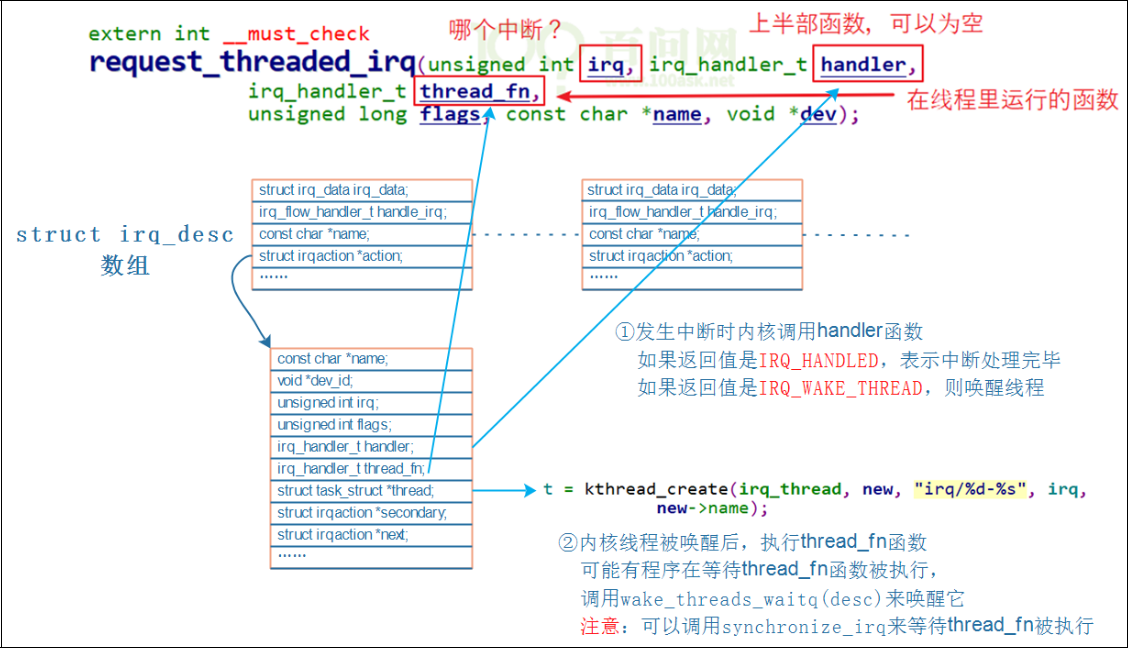 extern int __must_check
哪个中断？
上半部函数，可以为空
request_threaded_irq(unsigned int irq, irq_handler_t handler,
irq_handler_t thread_fn,
在线程里运行的函数
unsigned long flags, const char *name, void *dev);
百问网
www.100ask.net
struct irq_desc
数组
struct irq_data irq_data;
irq_flow_handler_t handle_irq;
const char *name;
struct irqaction *action;
……
struct irq_data irq_data;
irq_flow_handler_t handle_irq;
const char *name;
struct irqaction *action;
……
①发生中断时内核调用handler函数
如果返回值是IRQ_HANDLED，表示中断处理完毕
如果返回值是IRQ_WAKE_THREAD，则唤醒线程
const char *name;
void *dev_id;
unsigned int irq;
unsigned int flags;
irq_handler_t handler;
irq_handler_t thread_fn;
struct task_struct *thread;
struct irqaction *secondary;
struct irqaction *next;
……
t = kthread_create(irq_thread, new, "irq/%d-%s", irq,
new->name);
②内核线程被唤醒后，执行thread_fn函数
可能有程序在等待thread_fn函数被执行，
调用wake_threads_waitq(desc)来唤醒它
注意：可以调用synchronize_irq来等待thread_fn被执行